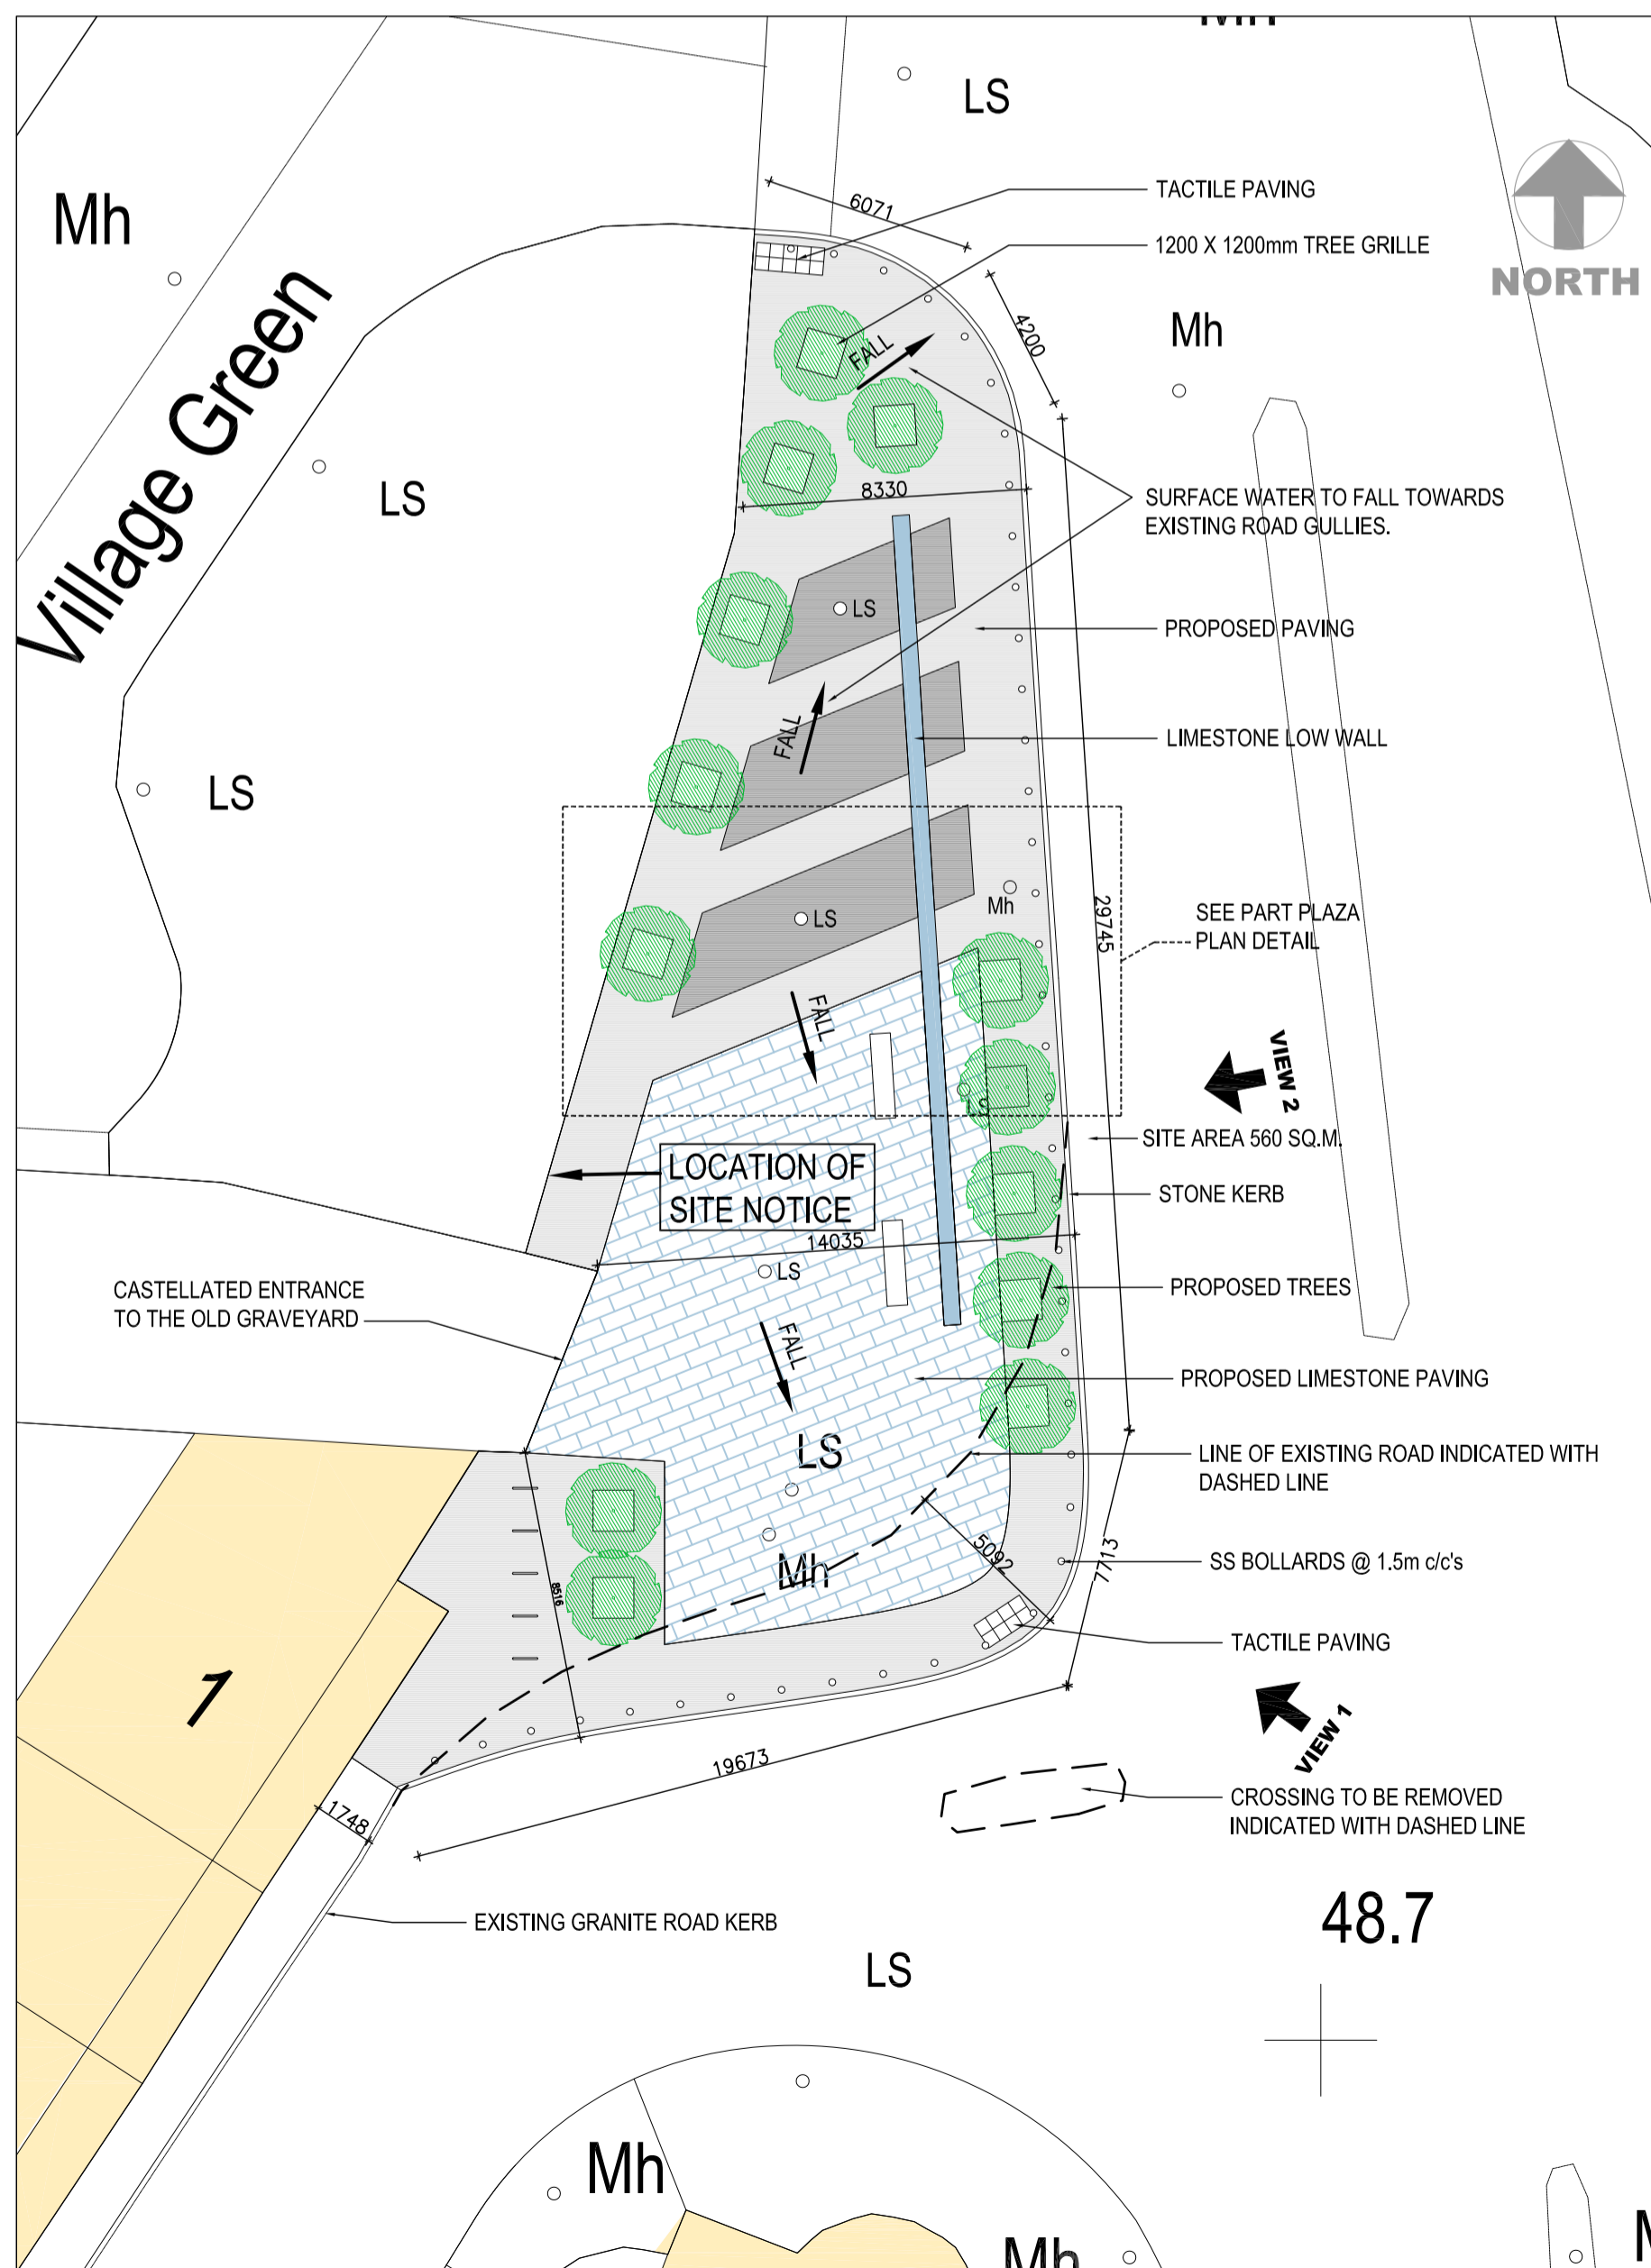 LS
Mh
TACTILE PAVING
6071
1200 X 1200mm TREE GRILLE
NORTH
4200
Mh
FALL
Village Green
LS
8330
SURFACE WATER TO FALL TOWARDS
EXISTING ROAD GULLIES.
LS
PROPOSED PAVING
FALL
LIMESTONE LOW WALL
LS
LS
Mh
29745
SEE PART PLAZA
PLAN DETAIL
FALL
VIEW 2
LS
SITE AREA 560 SQ.M.
LOCATION OF
SITE NOTICE
STONE KERB
14035
LS
CASTELLATED ENTRANCE
TO THE OLD GRAVEYARD
PROPOSED TREES
FALL
PROPOSED LIMESTONE PAVING
LS
LINE OF EXISTING ROAD INDICATED WITH
DASHED LINE
5092
7713
SS BOLLARDS @ 1.5m c/c's
Mh
8516
TACTILE PAVING
1
VIEW 1
19673
CROSSING TO BE REMOVED
INDICATED WITH DASHED LINE
1748
48.7
EXISTING GRANITE ROAD KERB
LS
Mh
Mh